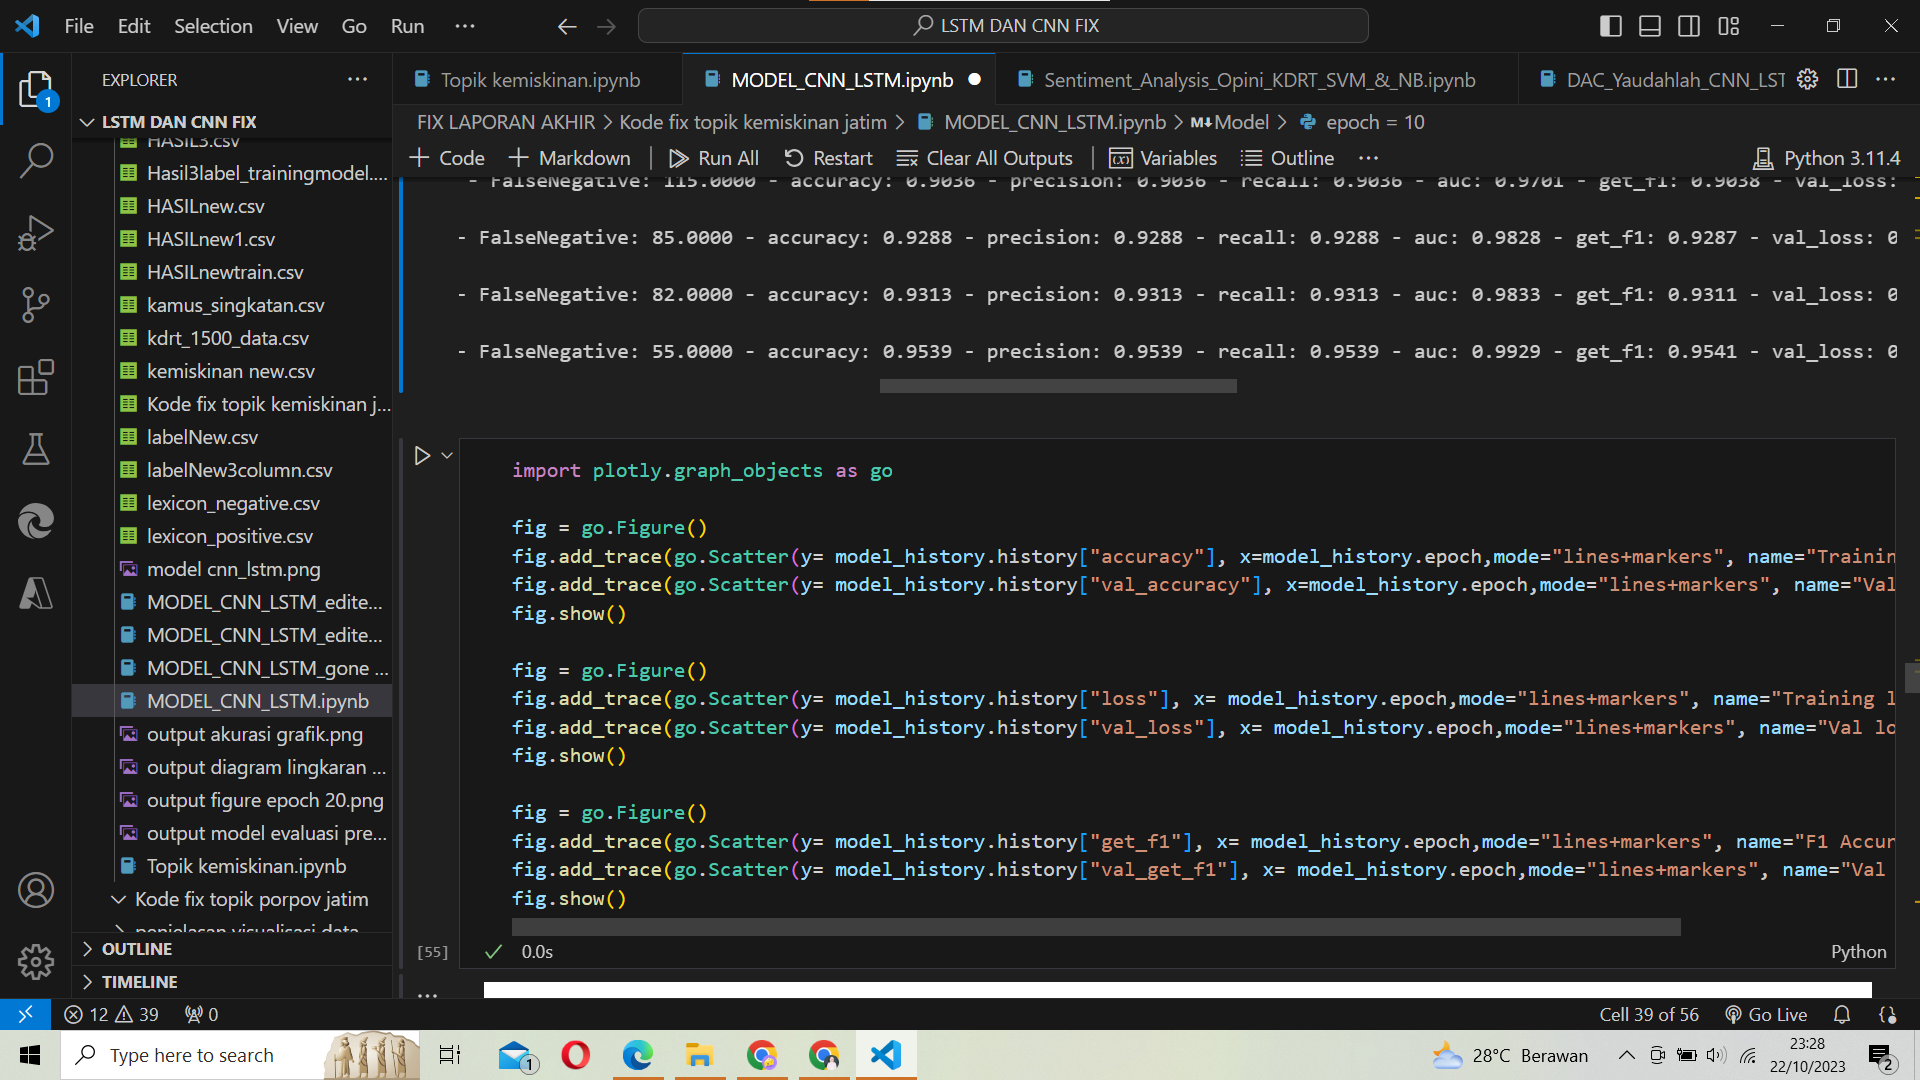 File Edit Selection View Go Run ···
LSTM DAN CNN FIX
EXPLORER
Topik kemiskinan.ipynb
MODEL_CNN_LSTM.ipynb
Sentiment_Analysis_Opini_KDRT_SVM_&_NB.ipynb
DAC_Yaudahlah_CNN_LST
FIX LAPORAN AKHIR > Kode fix topik kemiskinan jatim > MODEL_CNN_LSTM.ipynb > M↓Model > epoch = 10
+ Code + Markdown | Run All Restart Clear All Outputs | Variables Outline ···
Python 3.11.4
1
LSTM DAN CNN FIX
HASIL3.csv
Hasil3label_trainingmodel....
HASILnew.csv
HASILnew1.csv
HASILnewtrain.csv
kamus_singkatan.csv
kdrt_1500_data.csv
kemiskinan new.csv
Kode fix topik kemiskinan j...
labelNew.csv
labelNew3column.csv
lexicon_negative.csv
lexicon_positive.csv
model cnn_lstm.png
MODEL_CNN_LSTM_edite...
MODEL_CNN_LSTM_edite...
MODEL_CNN_LSTM_gone ...
MODEL_CNN_LSTM.ipynb
output akurasi grafik.png
output diagram lingkaran ...
output figure epoch 20.png
output model evaluasi pre...
Topik kemiskinan.ipynb
Kode fix topik porpov jatim
penjelasan visualisasi data
OUTLINE
TIMELINE
- FalseNegative: 115.0000 - accuracy: 0.9036 - precision: 0.9036 - recall: 0.9036 - auc: 0.9701 - get_f1: 0.9038 - val_loss:
- FalseNegative: 85.0000 - accuracy: 0.9288 - precision: 0.9288 - recall: 0.9288 - auc: 0.9828 - get_f1: 0.9287 - val_loss: 0
- FalseNegative: 82.0000 - accuracy: 0.9313 - precision: 0.9313 - recall: 0.9313 - auc: 0.9833 - get_f1: 0.9311 - val_loss: 0
- FalseNegative: 55.0000 - accuracy: 0.9539 - precision: 0.9539 - recall: 0.9539 - auc: 0.9929 - get_f1: 0.9541 - val_loss: 0
import plotly.graph_objects as go
fig = go.Figure()
fig.add_trace(go.Scatter(y= model_history.history["accuracy"], x=model_history.epoch,mode="lines+markers", name="Trainin
fig.add_trace(go.Scatter(y= model_history.history["val_accuracy"], x=model_history.epoch,mode="lines+markers", name="Val
fig.show()
fig = go.Figure()
fig.add_trace(go.Scatter(y= model_history.history["loss"], x= model_history.epoch,mode="lines+markers", name="Training l
fig.add_trace(go.Scatter(y= model_history.history["val_loss"], x= model_history.epoch,mode="lines+markers", name="Val lo
fig.show()
fig = go.Figure()
fig.add_trace(go.Scatter(y= model_history.history["get_f1"], x= model_history.epoch,mode="lines+markers", name="F1 Accur
fig.add_trace(go.Scatter(y= model_history.history["val_get_f1"], x= model_history.epoch,mode="lines+markers", name="Val
fig.show()
[55] 0.0s
Python
12 39 0
Cell 39 of 56 Go Live
Type here to search
1
28°C Berawan
23:28
22/10/2023
2